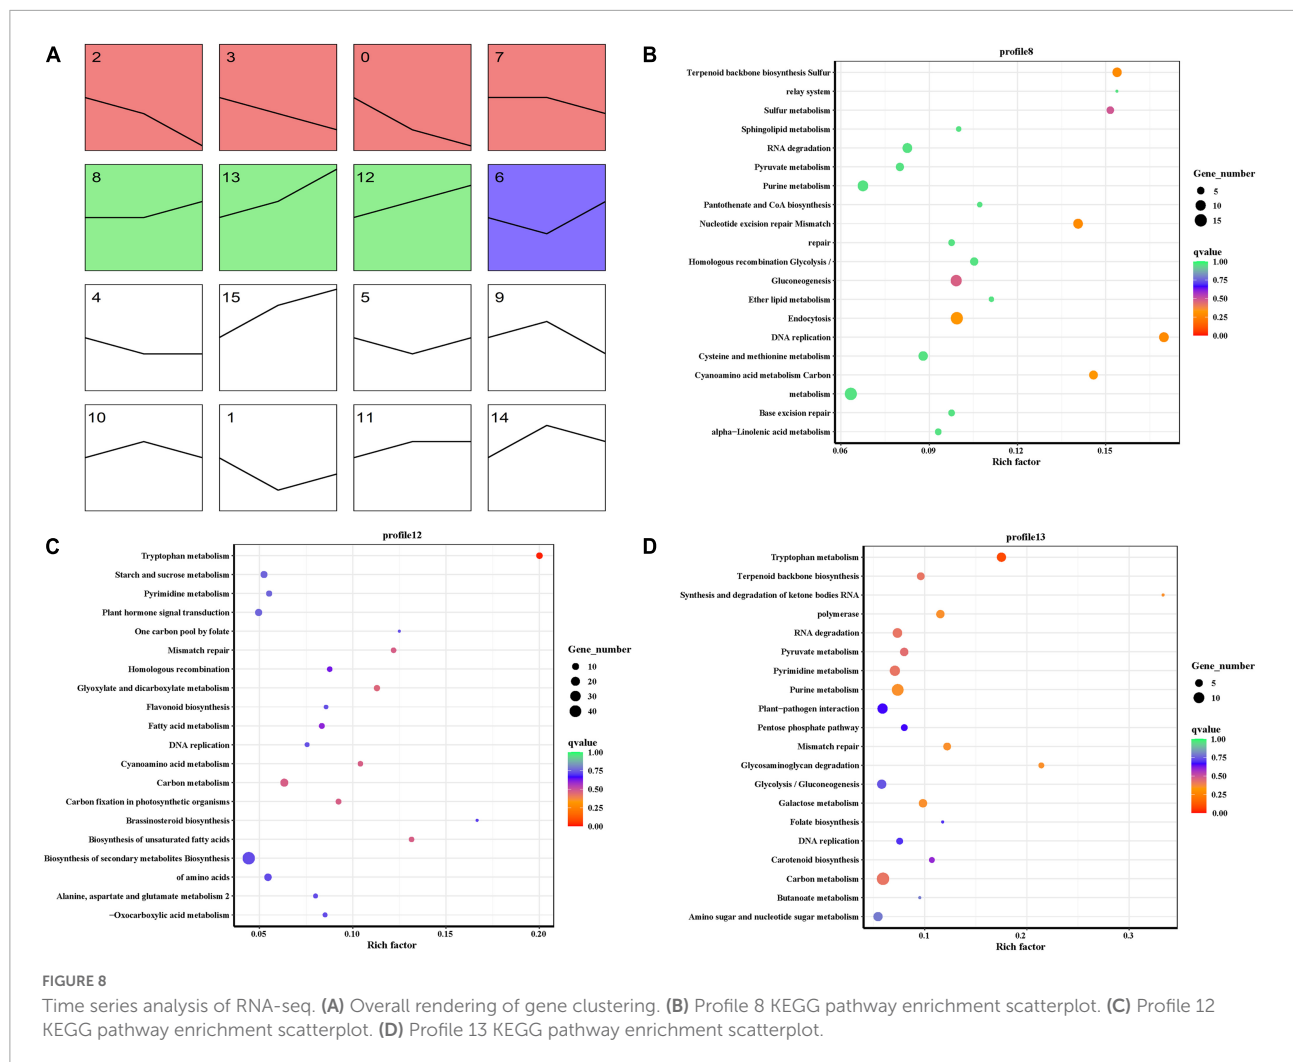 A
2
3
0
7
8
13
12
6
4
15
5
9
10
1
11
14
B
profile8
Terpenoid backbone biosynthesis Sulfur
relay system
Sulfur metabolism
Sphingolipid metabolism
RNA degradation
Pyruvate metabolism
Purine metabolism
Pantothenate and CoA biosynthesis
Nucleotide excision repair Mismatch
repair
Homologous recombination Glycolysis /
Gluconeogenesis
Ether lipid metabolism
Endocytosis
DNA replication
Cysteine and methionine metabolism
Cyanoamino acid metabolism Carbon
metabolism
Base excision repair
alpha−Linolenic acid metabolism
0.06 0.09 0.12 0.15
Rich factor
Gene_number
5
10
15
qvalue
1.00
0.75
0.50
0.25
0.00
C
profile12
Tryptophan metabolism
Starch and sucrose metabolism
Pyrimidine metabolism
Plant hormone signal transduction
One carbon pool by folate
Mismatch repair
Homologous recombination
Glyoxylate and dicarboxylate metabolism
Flavonoid biosynthesis
Fatty acid metabolism
DNA replication
Cyanoamino acid metabolism
Carbon metabolism
Carbon fixation in photosynthetic organisms
Brassinosteroid biosynthesis
Biosynthesis of unsaturated fatty acids
Biosynthesis of secondary metabolites Biosynthesis
of amino acids
Alanine, aspartate and glutamate metabolism 2
−Oxocarboxylic acid metabolism
0.05 0.10 0.15 0.20
Rich factor
Gene_number
10
20
30
40
qvalue
1.00
0.75
0.50
0.25
0.00
D
profile13
Tryptophan metabolism
Terpenoid backbone biosynthesis
Synthesis and degradation of ketone bodies RNA
polymerase
RNA degradation
Pyruvate metabolism
Pyrimidine metabolism
Purine metabolism
Plant−pathogen interaction
Pentose phosphate pathway
Mismatch repair
Glycosaminoglycan degradation
Glycolysis / Gluconeogenesis
Galactose metabolism
Folate biosynthesis
DNA replication
Carotenoid biosynthesis
Carbon metabolism
Butanoate metabolism
Amino sugar and nucleotide sugar metabolism
0.1 0.2 0.3
Rich factor
Gene_number
5
10
qvalue
1.00
0.75
0.50
0.25
0.00
FIGURE 8
Time series analysis of RNA-seq. (A) Overall rendering of gene clustering. (B) Profile 8 KEGG pathway enrichment scatterplot. (C) Profile 12
KEGG pathway enrichment scatterplot. (D) Profile 13 KEGG pathway enrichment scatterplot.